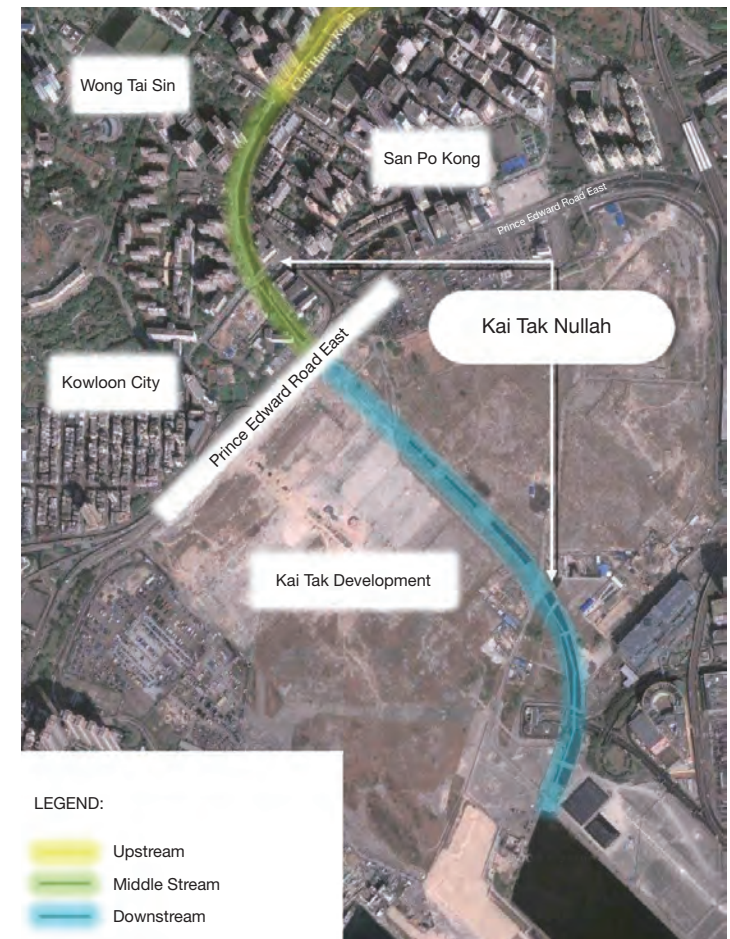 Choi Hung Road
Wong Tai Sin
San Po Kong
Prince Edward Road East
Kai Tak Nullah
Prince Edward Road East
Kowloon City
Kai Tak Development
LEGEND:
Upstream
Middle Stream
Downstream